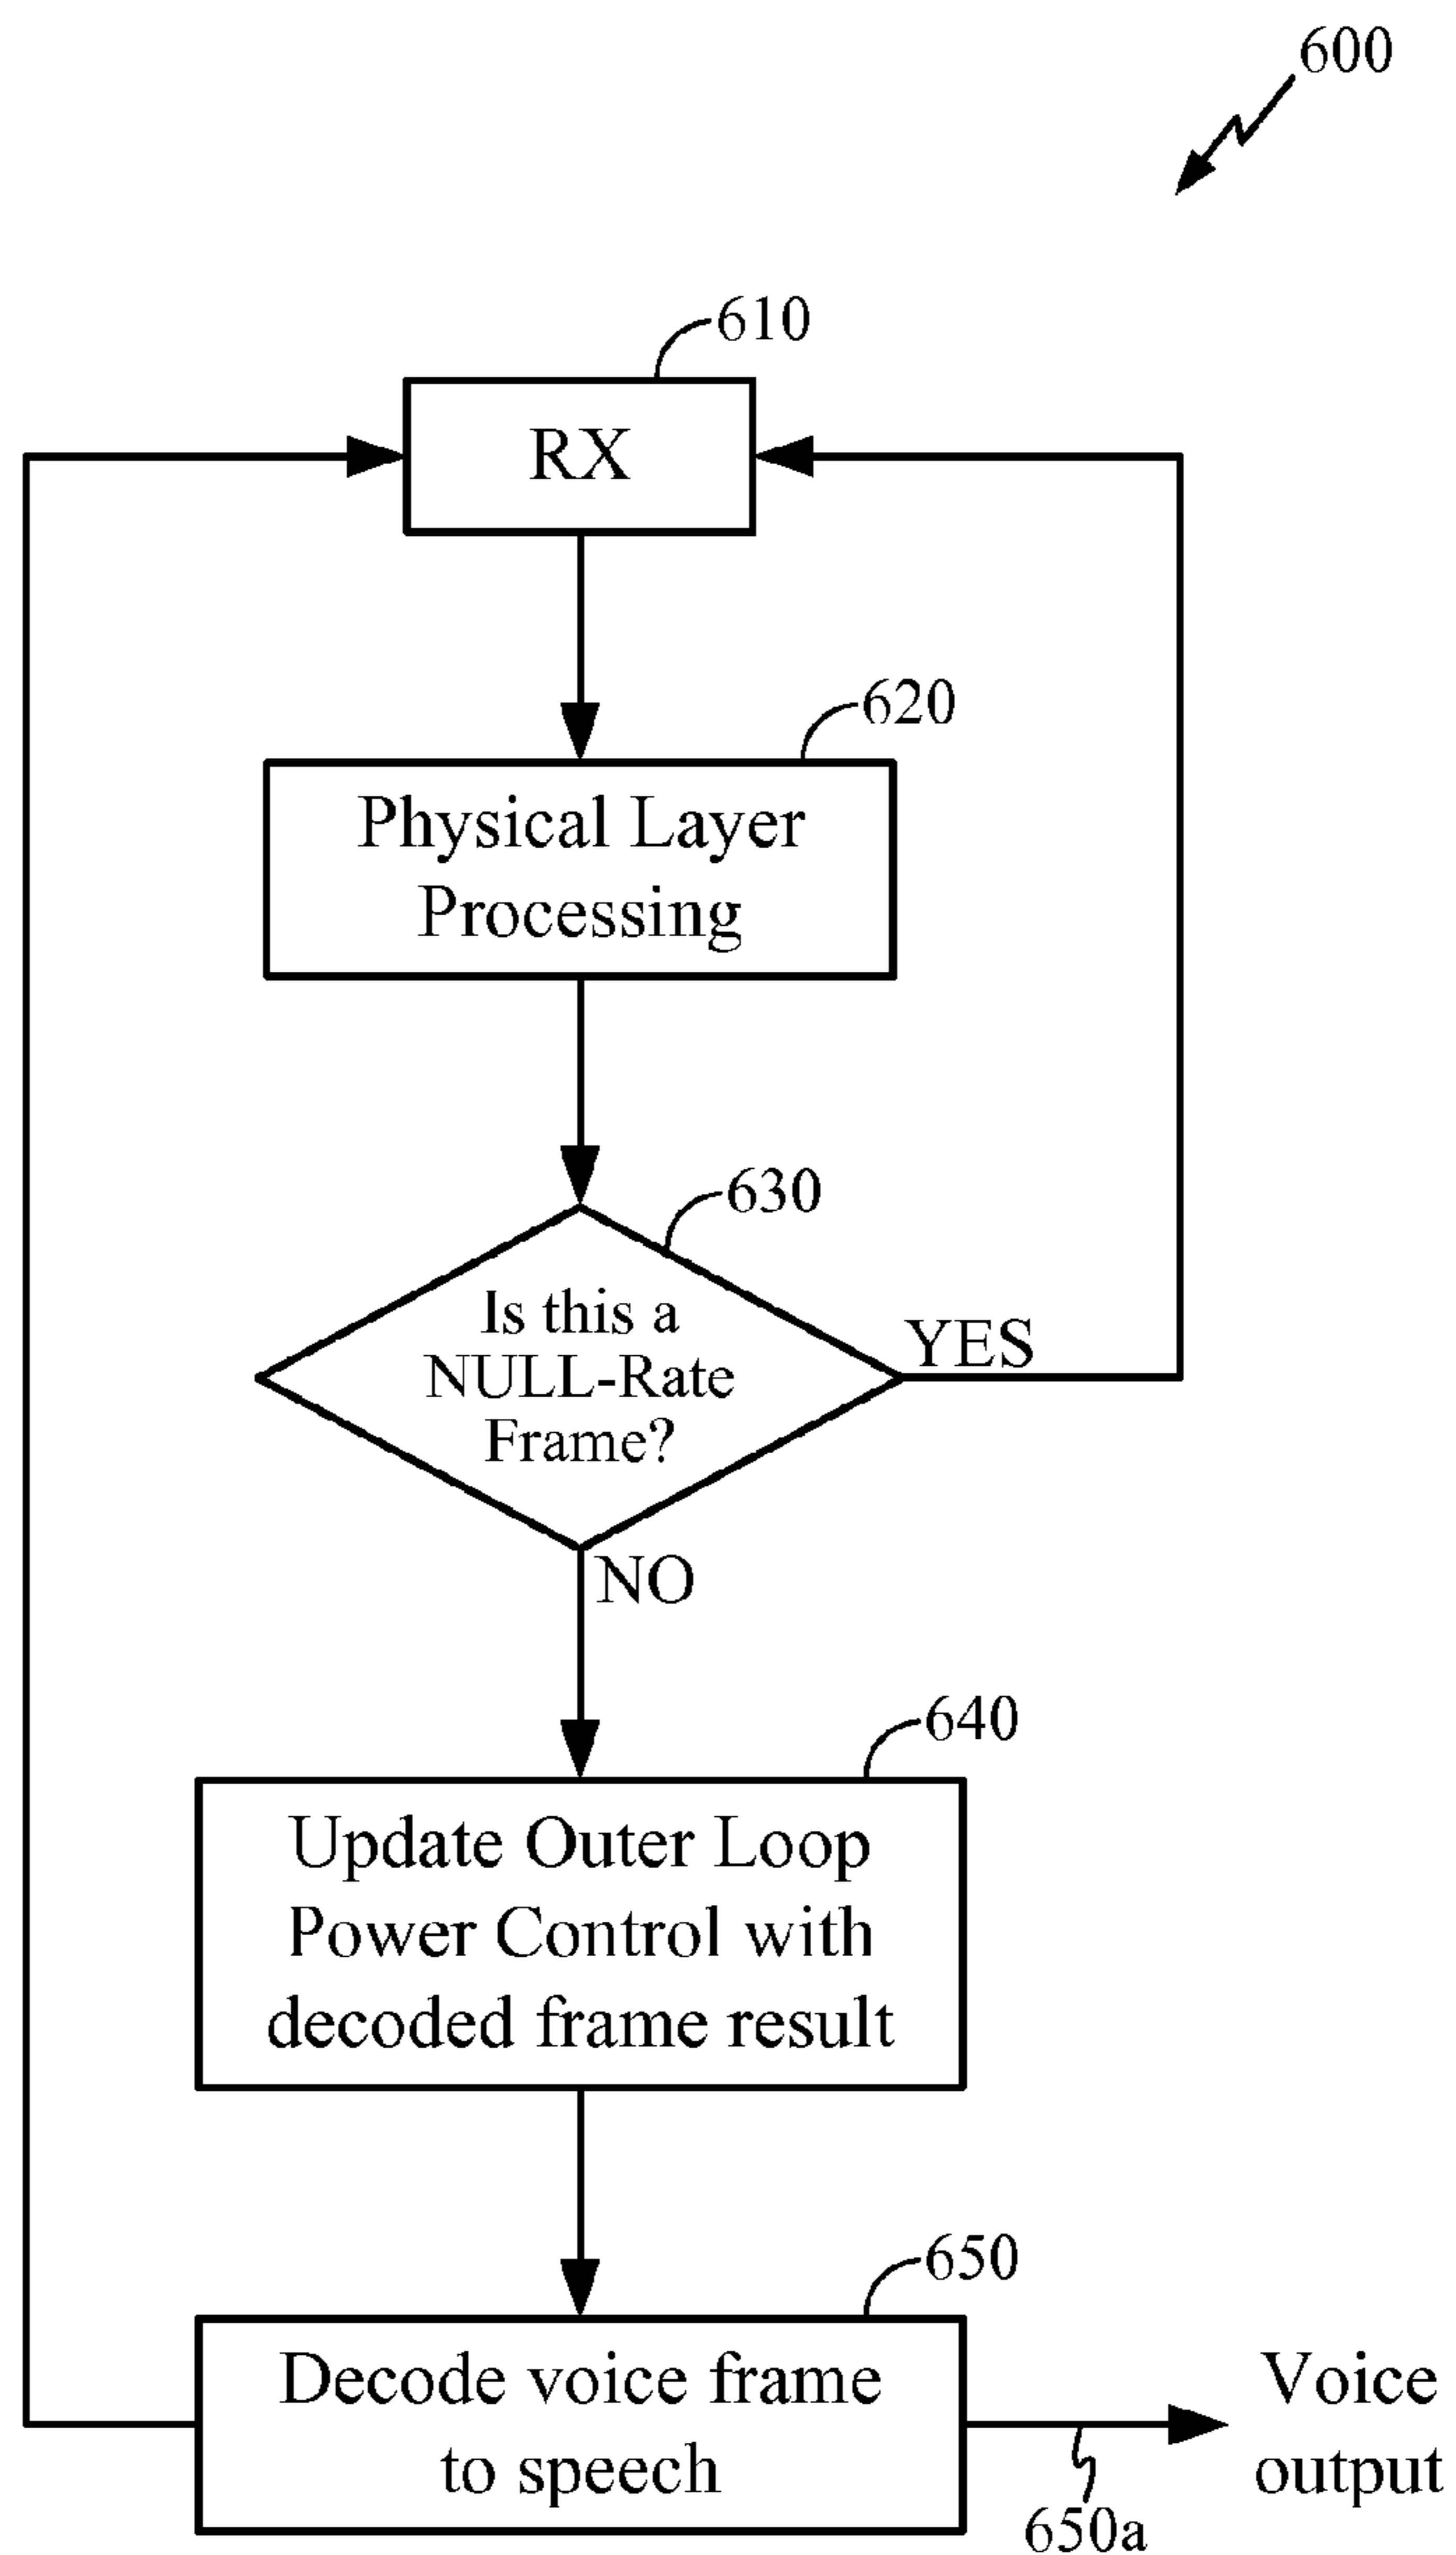 600
610
RX
620
Physical Layer
Processing
630
Is this a
NULL-Rate
Frame?
YES
NO
640
Update Outer Loop
Power Control with
decoded frame result
650
Decode voice frame
to speech
Voice
output
650a